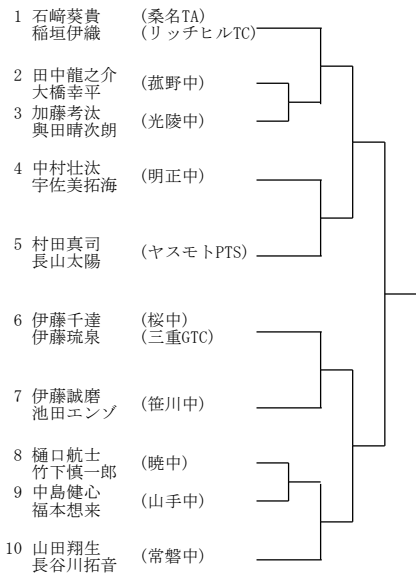 1 石﨑葵貴 (桑名TA)
稲垣伊織 (リッチヒルTC)
2 田中龍之介
大橋幸平 (菰野中)
3 加藤考汰
與田晴次朗 (光陵中)
4 中村壮汰
宇佐美拓海 (明正中)
5 村田真司
長山太陽 (ヤスモトPTS)
6 伊藤千達 (桜中)
伊藤琉泉 (三重GTC)
7 伊藤誠磨
池田エンゾ (笹川中)
8 樋口航士
竹下慎一郎 (暁中)
9 中島健心
福本想来 (山手中)
10 山田翔生
長谷川拓音 (常磐中)